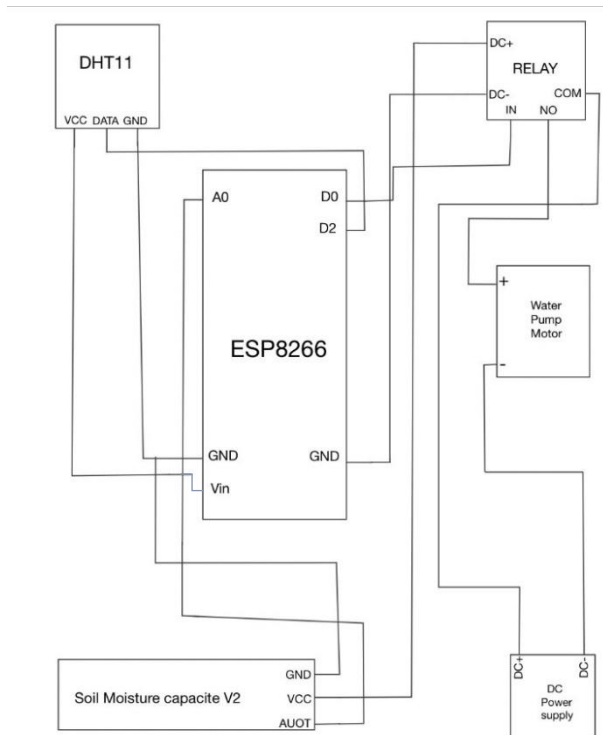 DHT11
VCC DATA GND
DC+
RELAY
DC-
COM
IN NO
A0
D0
D2
ESP8266
GND
GND
Vin
+
Water
Pump
Motor
-
Soil Moisture capacite V2
GND
VCC
AUOT
DC+
DC-
DC
Power
supply